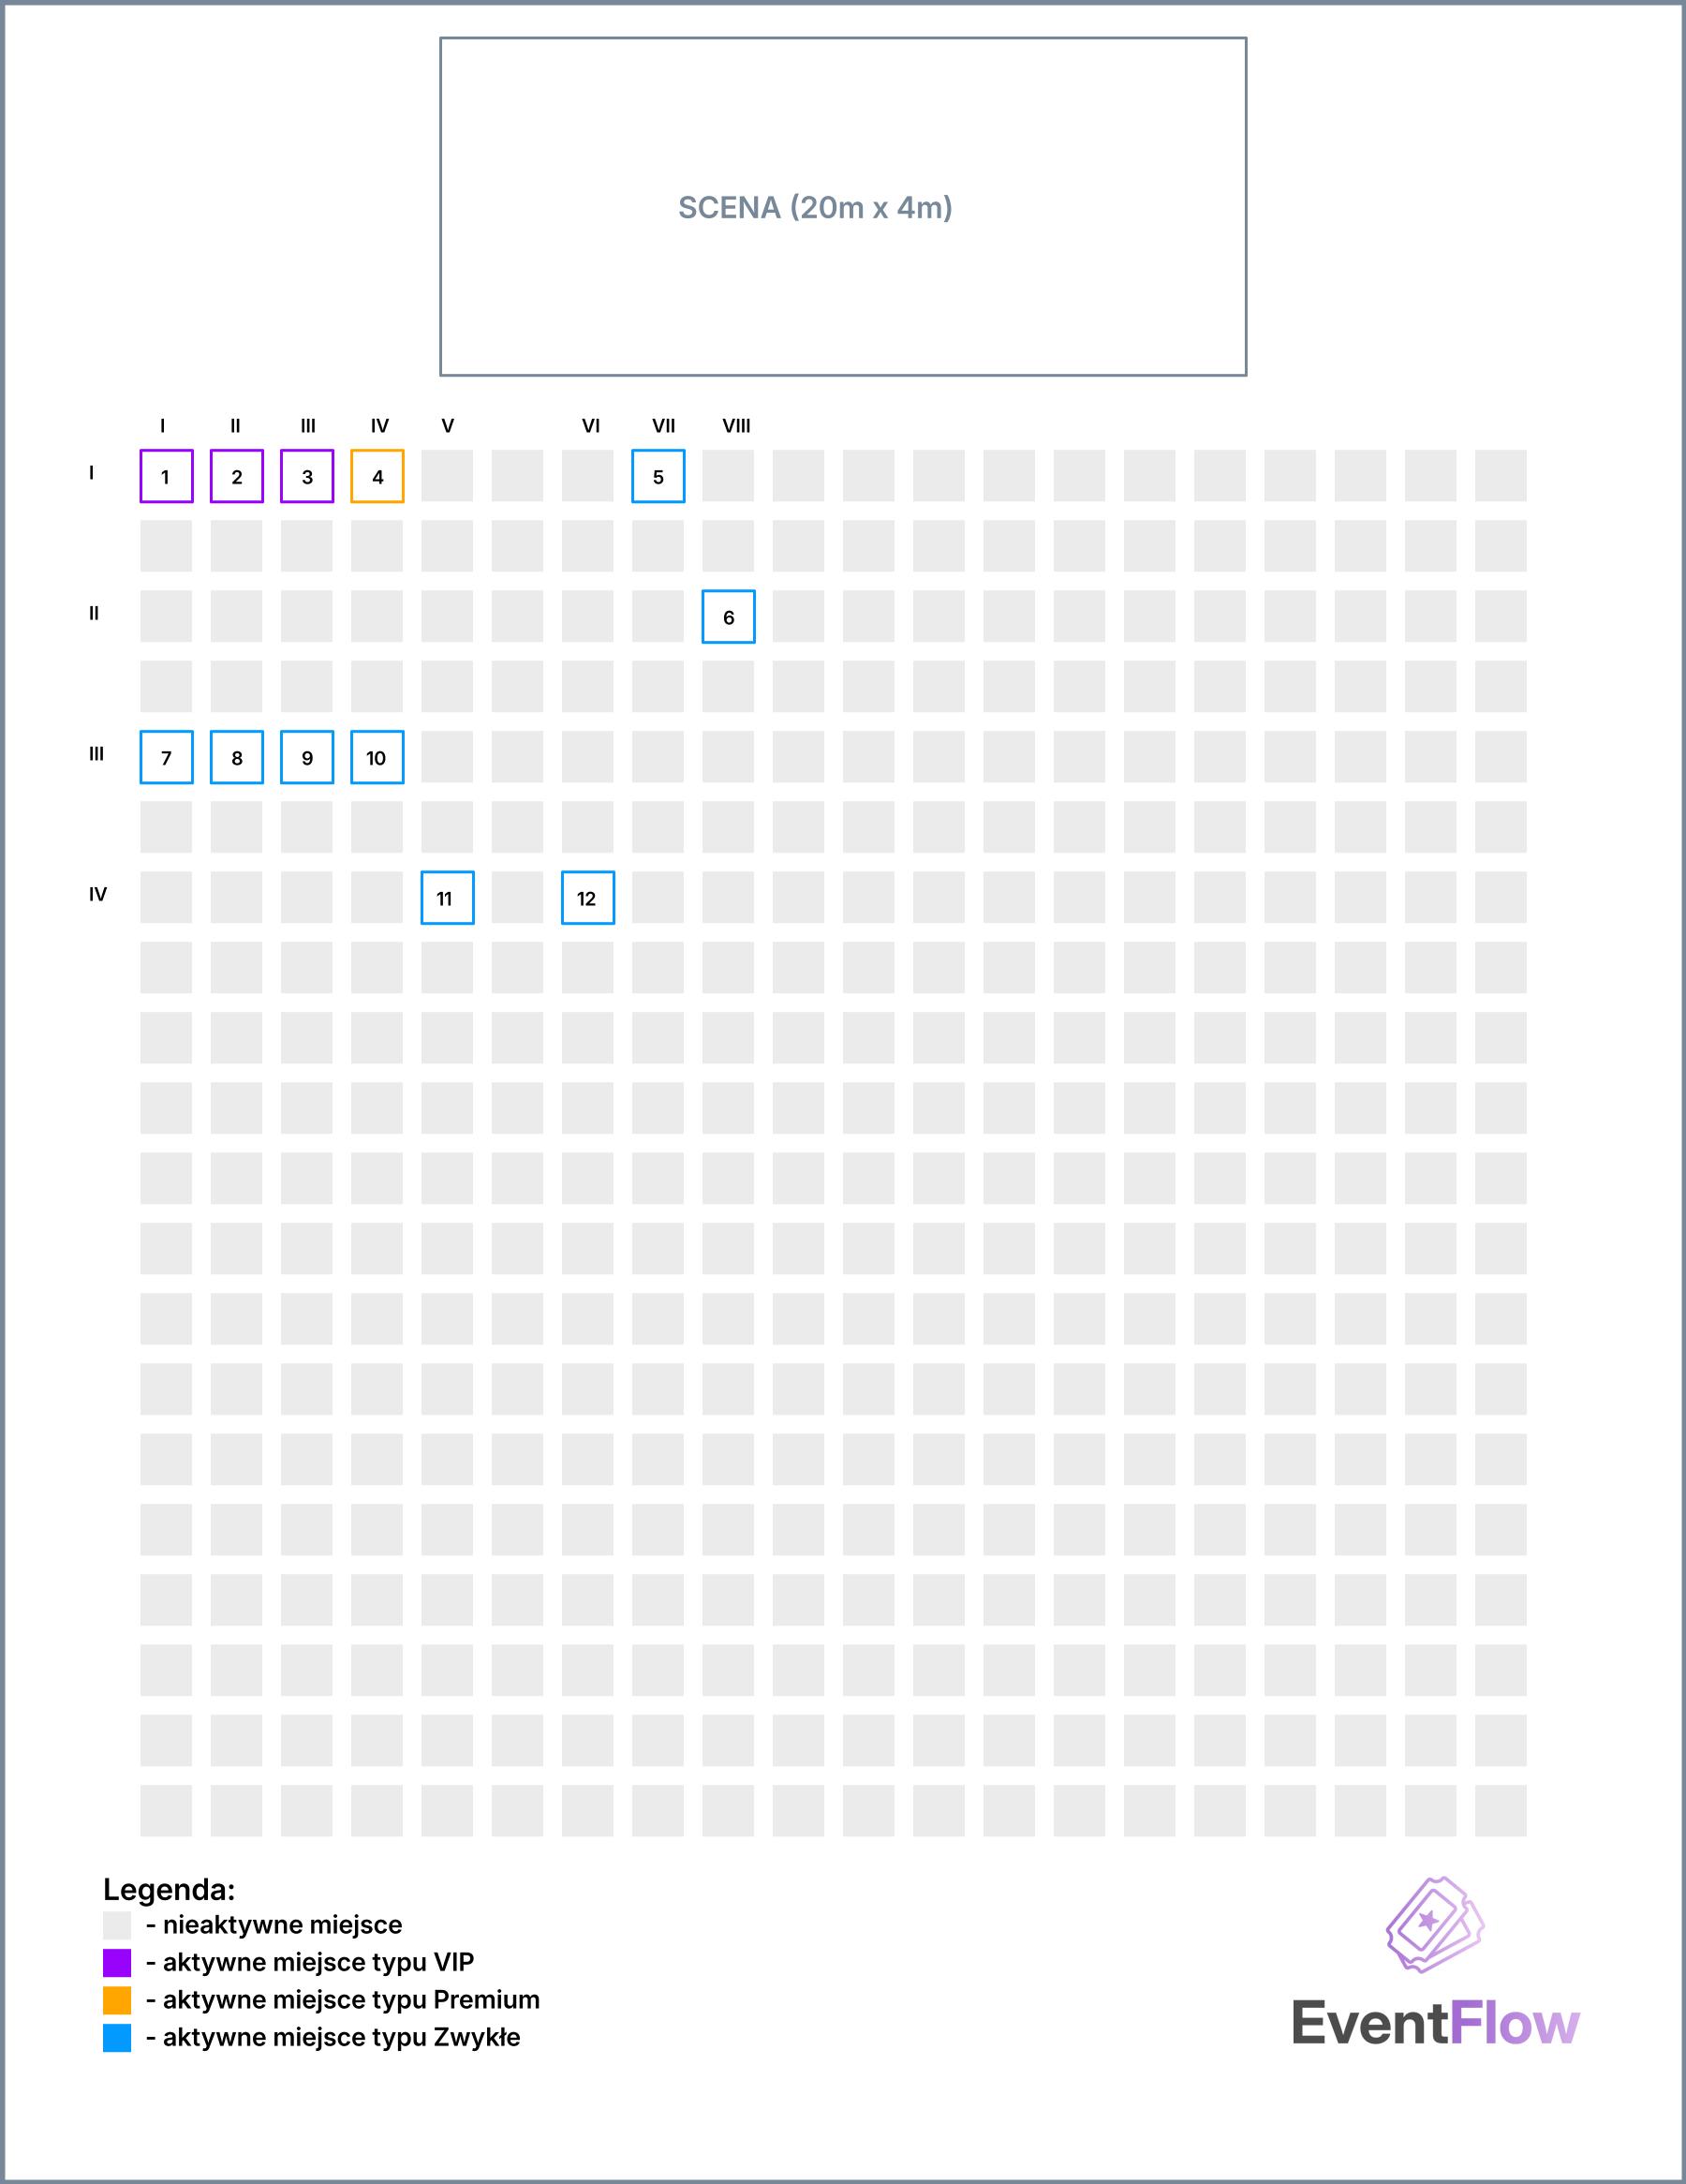 SCENA (20m x 4m)
I II III IV V VI VII VIII
I 1 2 3 4 5
II 6
III 7 8 9 10
IV 11 12
Legenda:
- nieaktywne miejsce
- aktywne miejsce typu VIP
- aktywne miejsce typu Premium
- aktywne miejsce typu Zwykłe
EventFlow